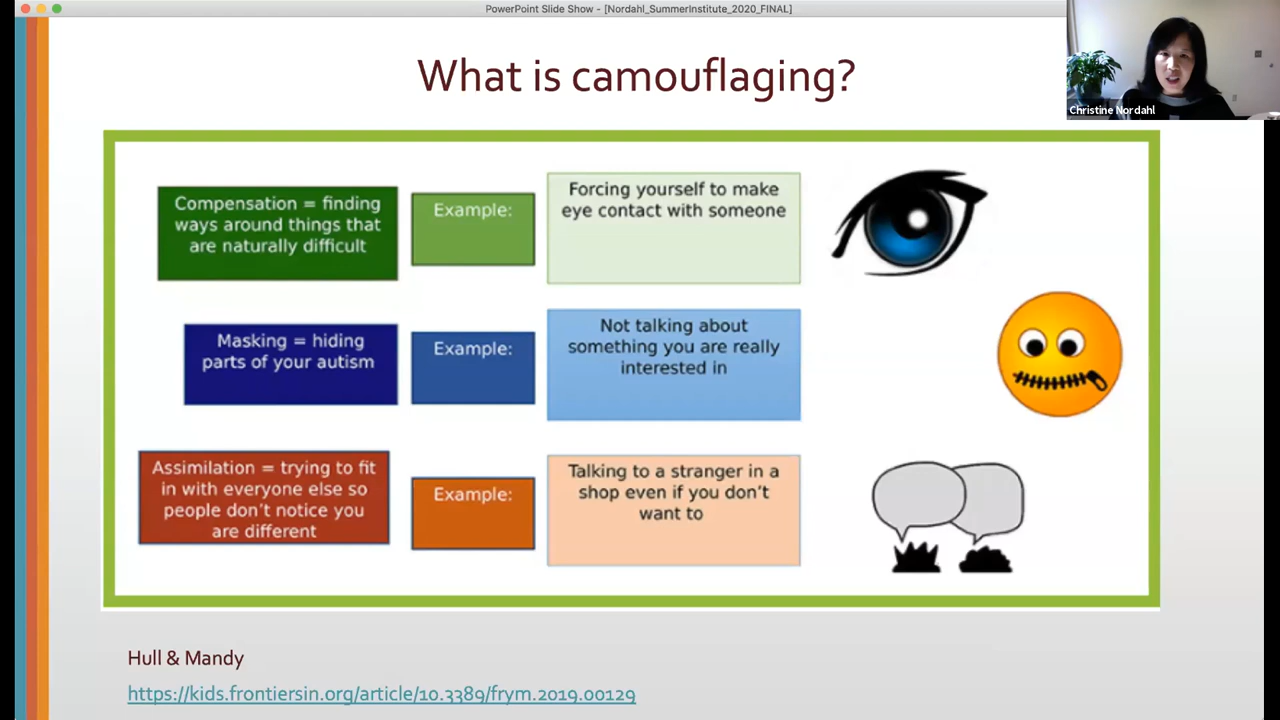 PowerPoint Slide Show - [Nordahl_SummerInstitute_2020_FINAL]
What is camouflaging?
Christine Nordahl
Compensation = finding
ways around things that
are naturally difficult
Example:
Forcing yourself to make
eye contact with someone
Masking = hiding
parts of your autism
Example:
Not talking about
something you are really
interested in
Assimilation = trying to fit
in with everyone else so
people don't notice you
are different
Example:
Talking to a stranger in a
shop even if you don't
want to
Hull & Mandy
https://kids.frontiersin.org/article/10.3389/frym.2019.00129